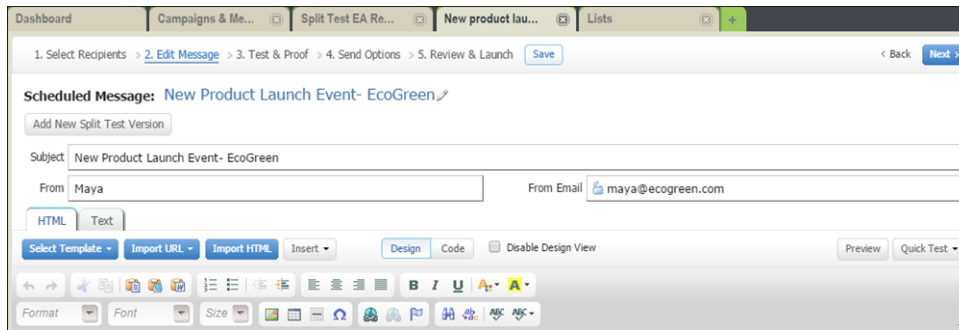 Dashboard Campaigns & Me... Split Test EA Re... New product lau... Lists +
1. Select Recipients > 2. Edit Message > 3. Test & Proof > 4. Send Options > 5. Review & Launch Save < Back Next >
Scheduled Message: New Product Launch Event- EcoGreen
Add New Split Test Version
Subject New Product Launch Event- EcoGreen
From Maya From Email maya@ecogreen.com
HTML Text
Select Template Import URL Import HTML Insert Design Code Disable Design View Preview Quick Test
B I U A A
Format Font Size Ω ABC ABC